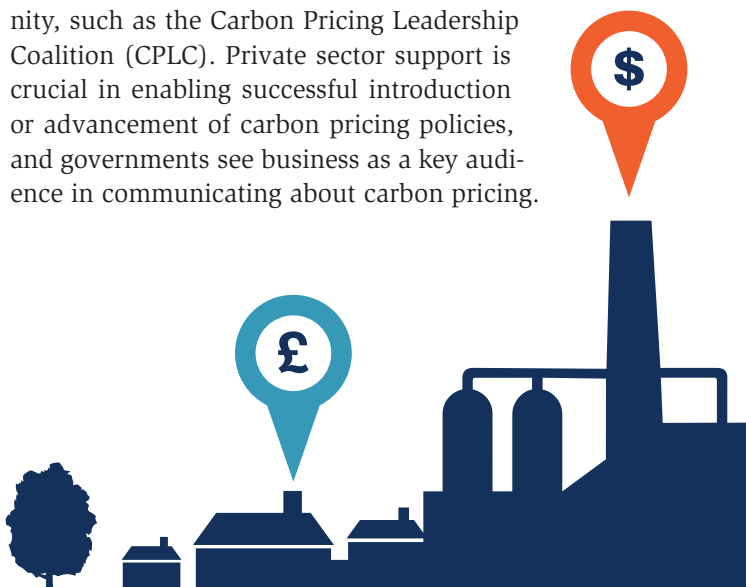 nity, such as the Carbon Pricing Leadership
Coalition (CPLC). Private sector support is
crucial in enabling successful introduction
or advancement of carbon pricing policies,
and governments see business as a key audi-
ence in communicating about carbon pricing.
$
£